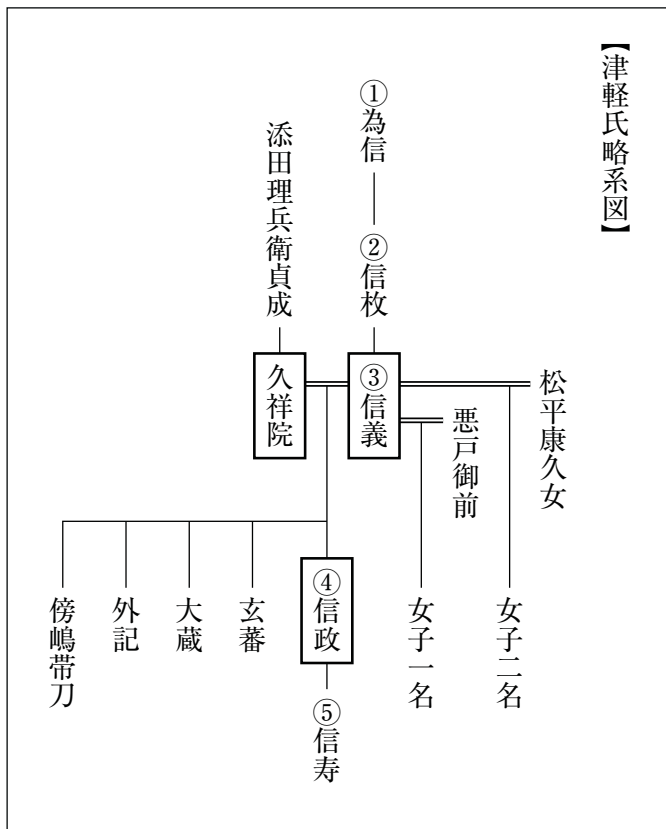 【津軽氏略系図】
①為信
②信枚
③信義
松平康久女
悪戸御前
添田理兵衛貞成
久祥院
女子二名
女子一名
④信政
⑤信寿
玄蕃
大蔵
外記
傍嶋帯刀